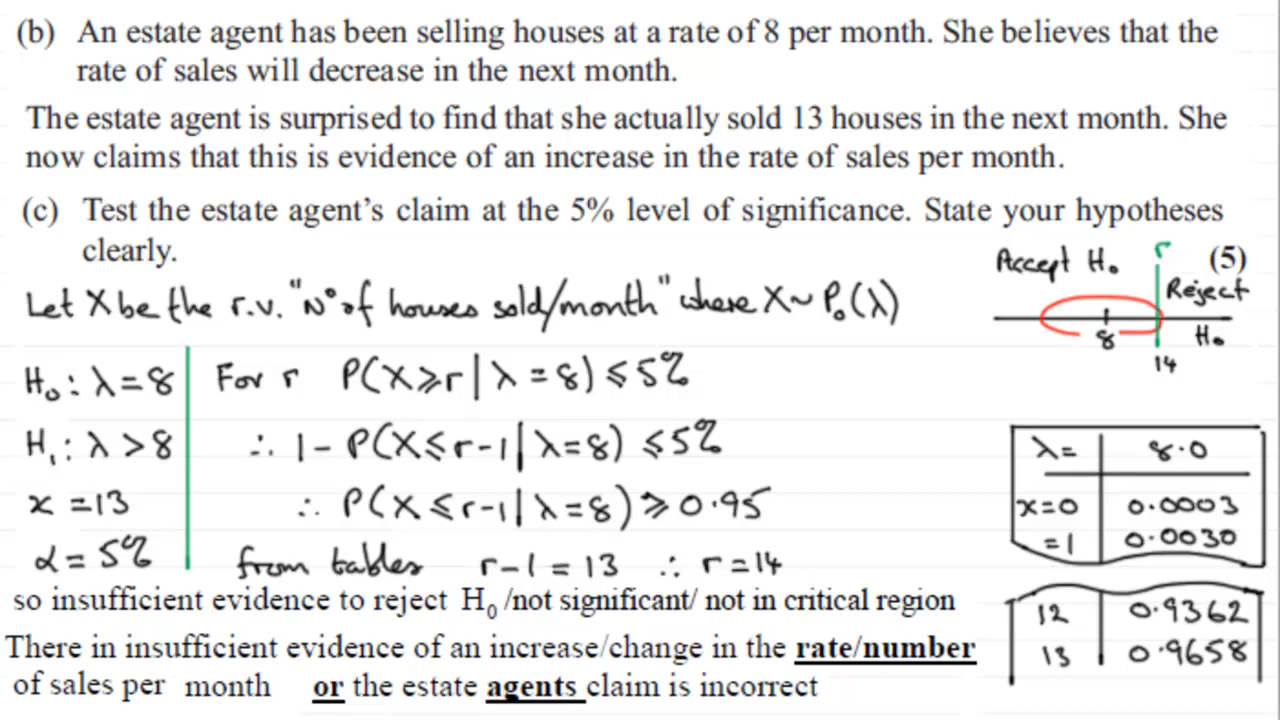 (b) An estate agent has been selling houses at a rate of 8 per month. She believes that the
rate of sales will decrease in the next month.
The estate agent is surprised to find that she actually sold 13 houses in the next month. She
now claims that this is evidence of an increase in the rate of sales per month.
(c) Test the estate agent's claim at the 5% level of significance. State your hypotheses
clearly.
(5)
Accept H₀ r
Reject
H₀
8
14
Let X be the r.v. "Nº of houses sold/month" where X ~ P₀(λ)
H₀ : λ = 8
H₁ : λ > 8
x = 13
α = 5%
For r P(X ⩾ r | λ = 8) ⩽ 5%
∴ 1 - P(X ⩽ r-1 | λ = 8) ⩽ 5%
∴ P(X ⩽ r-1 | λ = 8) ⩾ 0.95
from tables r-1 = 13 ∴ r = 14
λ = 8.0
x=0 0.0003
=1 0.0030
12 0.9362
13 0.9658
so insufficient evidence to reject H₀ /not significant/ not in critical region
There in insufficient evidence of an increase/change in the rate/number
of sales per month or the estate agents claim is incorrect